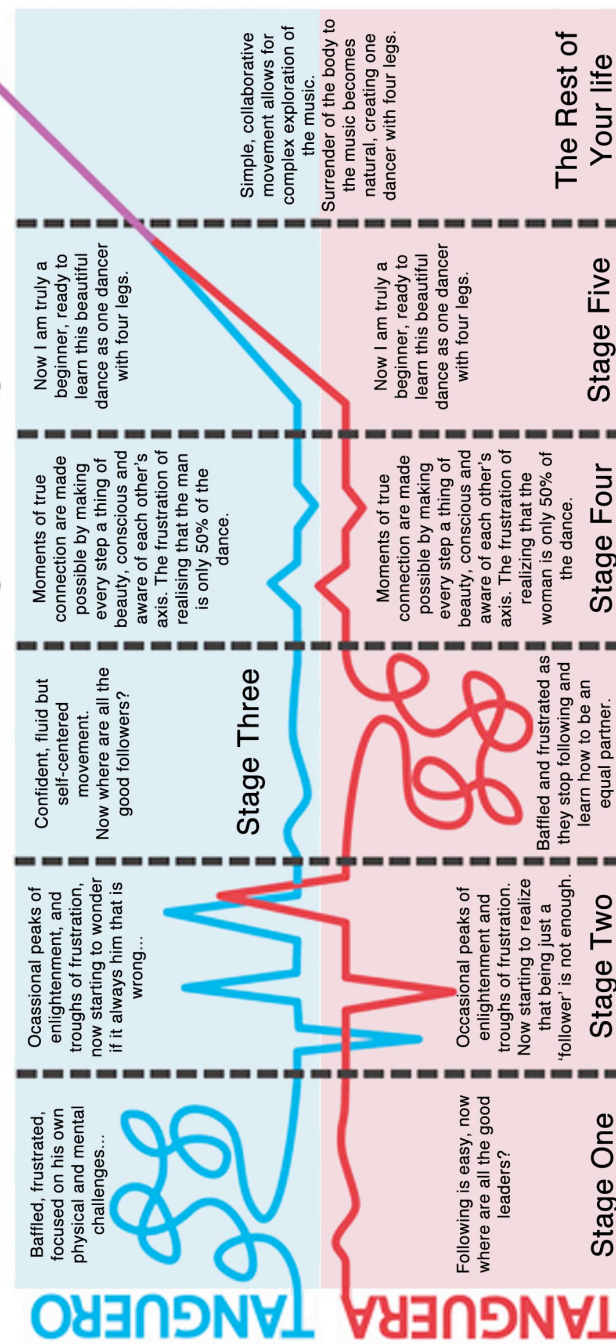 TANGUERO
Baffled, frustrated,
focused on his own
physical and mental
challenges...
Ocassional peaks of
enlightenment, and
troughs of frustration,
now starting to wonder
if it always him that is
wrong...
Confident, fluid but
self-centered
movement.
Now where are all the
good followers?
Stage Three
Moments of true
connection are made
possible by making
every step a thing of
beauty, conscious and
aware of each other's
axis. The frustration of
realising that the man
is only 50% of the
dance.
Now I am truly a
beginner, ready to
learn this beautiful
dance as one dancer
with four legs.
Simple, collaborative
movement allows for
complex exploration of
the music.
Surrender of the body to
the music becomes
natural, creating one
dancer with four legs.
TANGUERA
Following is easy, now
where are all the good
leaders?
Stage One
Occasional peaks of
enlightenment and
troughs of frustration.
Now starting to realize
that being just a
'follower' is not enough.
Stage Two
Baffled and frustrated as
they stop following and
learn how to be an
equal partner.
Moments of true
connection are made
possible by making
every step a thing of
beauty, conscious and
aware of each other's
axis. The frustration of
realizing that the
woman is only 50% of
the dance.
Stage Four
Now I am truly a
beginner, ready to
learn this beautiful
dance as one dancer
with four legs.
Stage Five
The Rest of
Your life